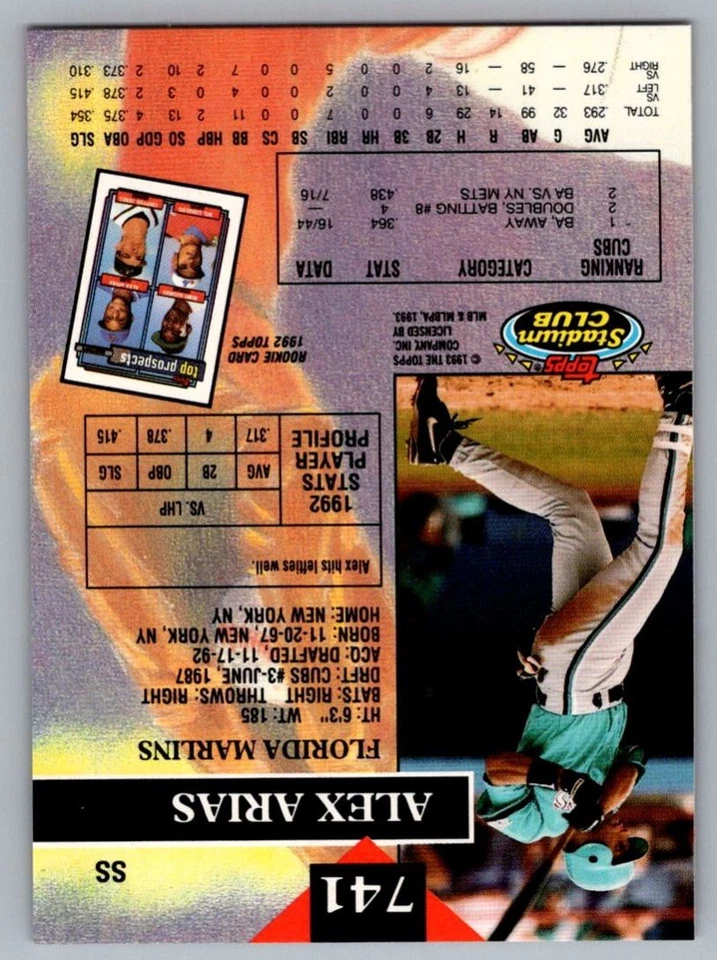 741
SS
ALEX ARIAS
FLORIDA MARLINS
HT: 6'3" WT: 185
BATS: RIGHT THROWS: RIGHT
DRFT: CUBS #3-JUNE, 1987
ACQ: DRAFTED, 11-17-92
BORN: 11-20-67, NEW YORK, NY
HOME: NEW YORK, NY
Alex hits lefties well.
1992 STATS PLAYER PROFILE
VS. LHP
AVG 2B OBP SLG
.317 4 .378 .415
Topps®
Stadium
CLUB
© 1993 THE TOPPS
COMPANY, INC.
LICENSED BY
MLB & MLBPA, 1993.
ROOKIE CARD
1992 TOPPS
top prospects
RANKING CUBS CATEGORY STAT DATA
1 BA, AWAY .364 16/44
2 DOUBLES, BATTING #8 4 —
2 BA VS. NY METS .438 7/16
AVG G AB R H 2B 3B HR RBI SB CS BB HBP SO GDP OBA SLG
TOTAL .293 32 99 14 29 6 0 0 7 0 0 11 2 13 4 .375 .354
VS LEFT .317 — 41 — 13 4 0 0 2 0 0 4 0 3 2 .378 .415
VS RIGHT .276 — 58 — 16 2 0 0 5 0 0 7 2 10 2 .373 .310